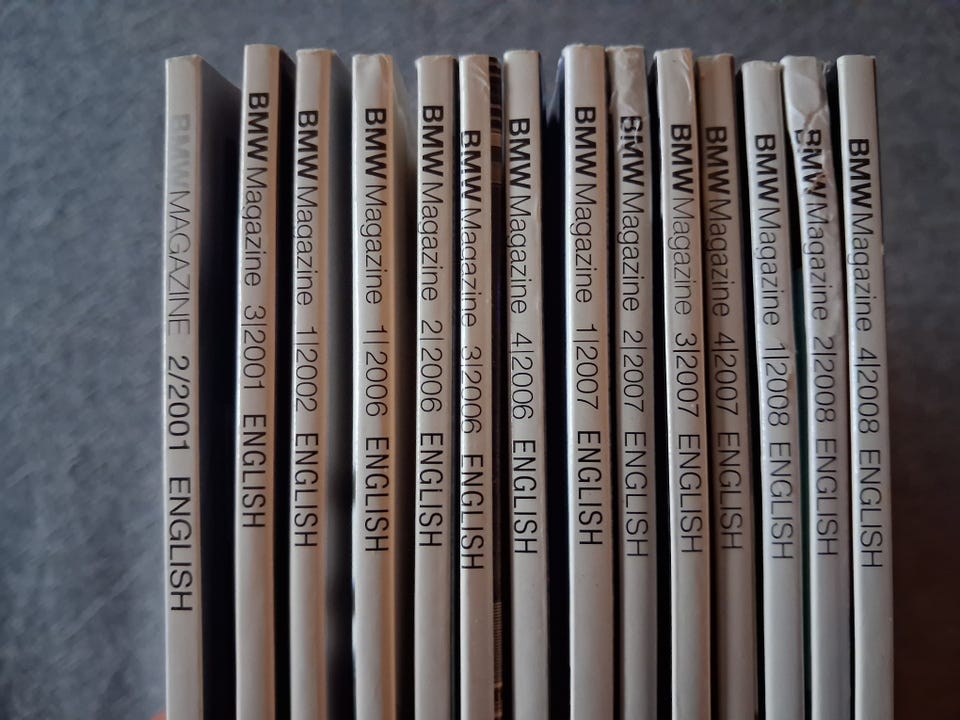 BMW MAGAZINE 2/2001 ENGLISH
BMW Magazine 3|2001 ENGLISH
BMW Magazine 1|2002 ENGLISH
BMW Magazine 1|2006 ENGLISH
BMW Magazine 2|2006 ENGLISH
BMW Magazine 3|2006 ENGLISH
BMW Magazine 4|2006 ENGLISH
BMW Magazine 1|2007 ENGLISH
BMW Magazine 2|2007 ENGLISH
BMW Magazine 3|2007 ENGLISH
BMW Magazine 4|2007 ENGLISH
BMW Magazine 1|2008 ENGLISH
BMW Magazine 2|2008 ENGLISH
BMW Magazine 4|2008 ENGLISH